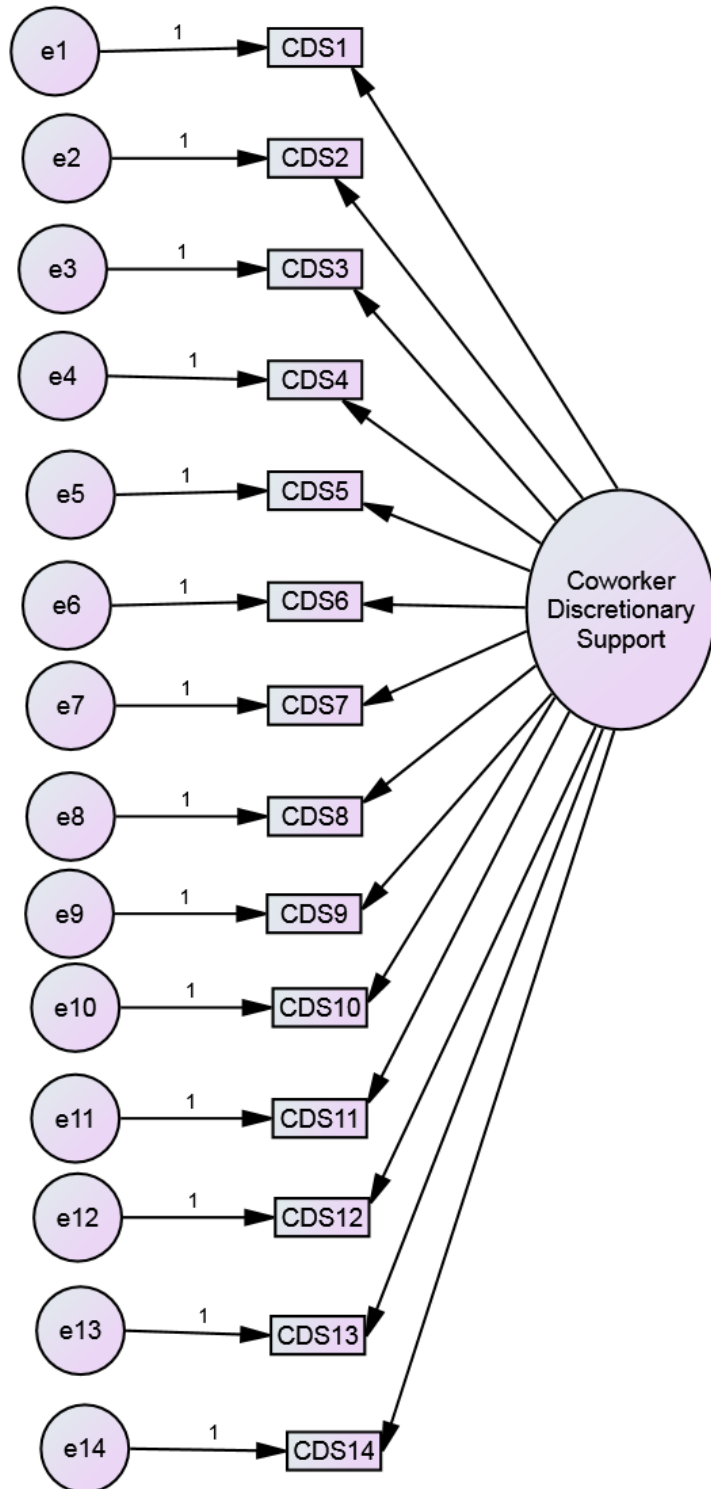 e1 1 CDS1
e2 1 CDS2
e3 1 CDS3
e4 1 CDS4
e5 1 CDS5
e6 1 CDS6
Coworker
Discretionary
Support
e7 1 CDS7
e8 1 CDS8
e9 1 CDS9
e10 1 CDS10
e11 1 CDS11
e12 1 CDS12
e13 1 CDS13
e14 1 CDS14